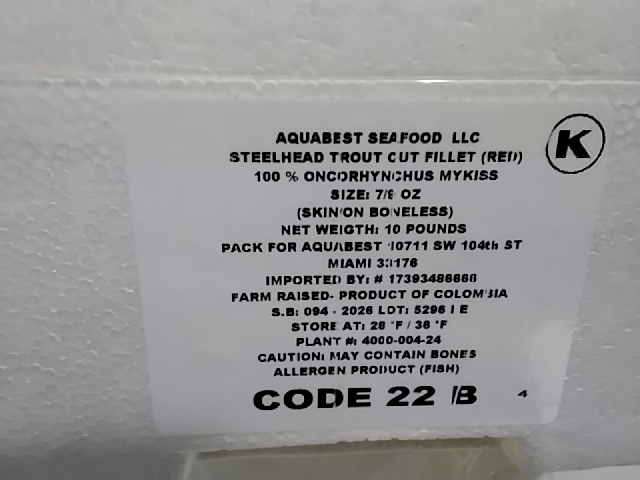 AQUABEST SEAFOOD LLC
K
STEELHEAD TROUT CUT FILLET (RED)
100 % ONCORHYNCHUS MYKISS
SIZE: 7/8 OZ
(SKIN ON BONELESS)
NET WEIGTH: 10 POUNDS
PACK FOR AQUABEST 10711 SW 104th ST
MIAMI 33176
IMPORTED BY: #
FARM RAISED- PRODUCT OF COLOMBIA
S.B: 094 - 2026 LOT: 5296
STORE AT: 28 °F / 36 °F
PLANT #: 4000-004-24
CAUTION: MAY CONTAIN BONES
ALLERGEN PRODUCT (FISH)
CODE 22 B 4